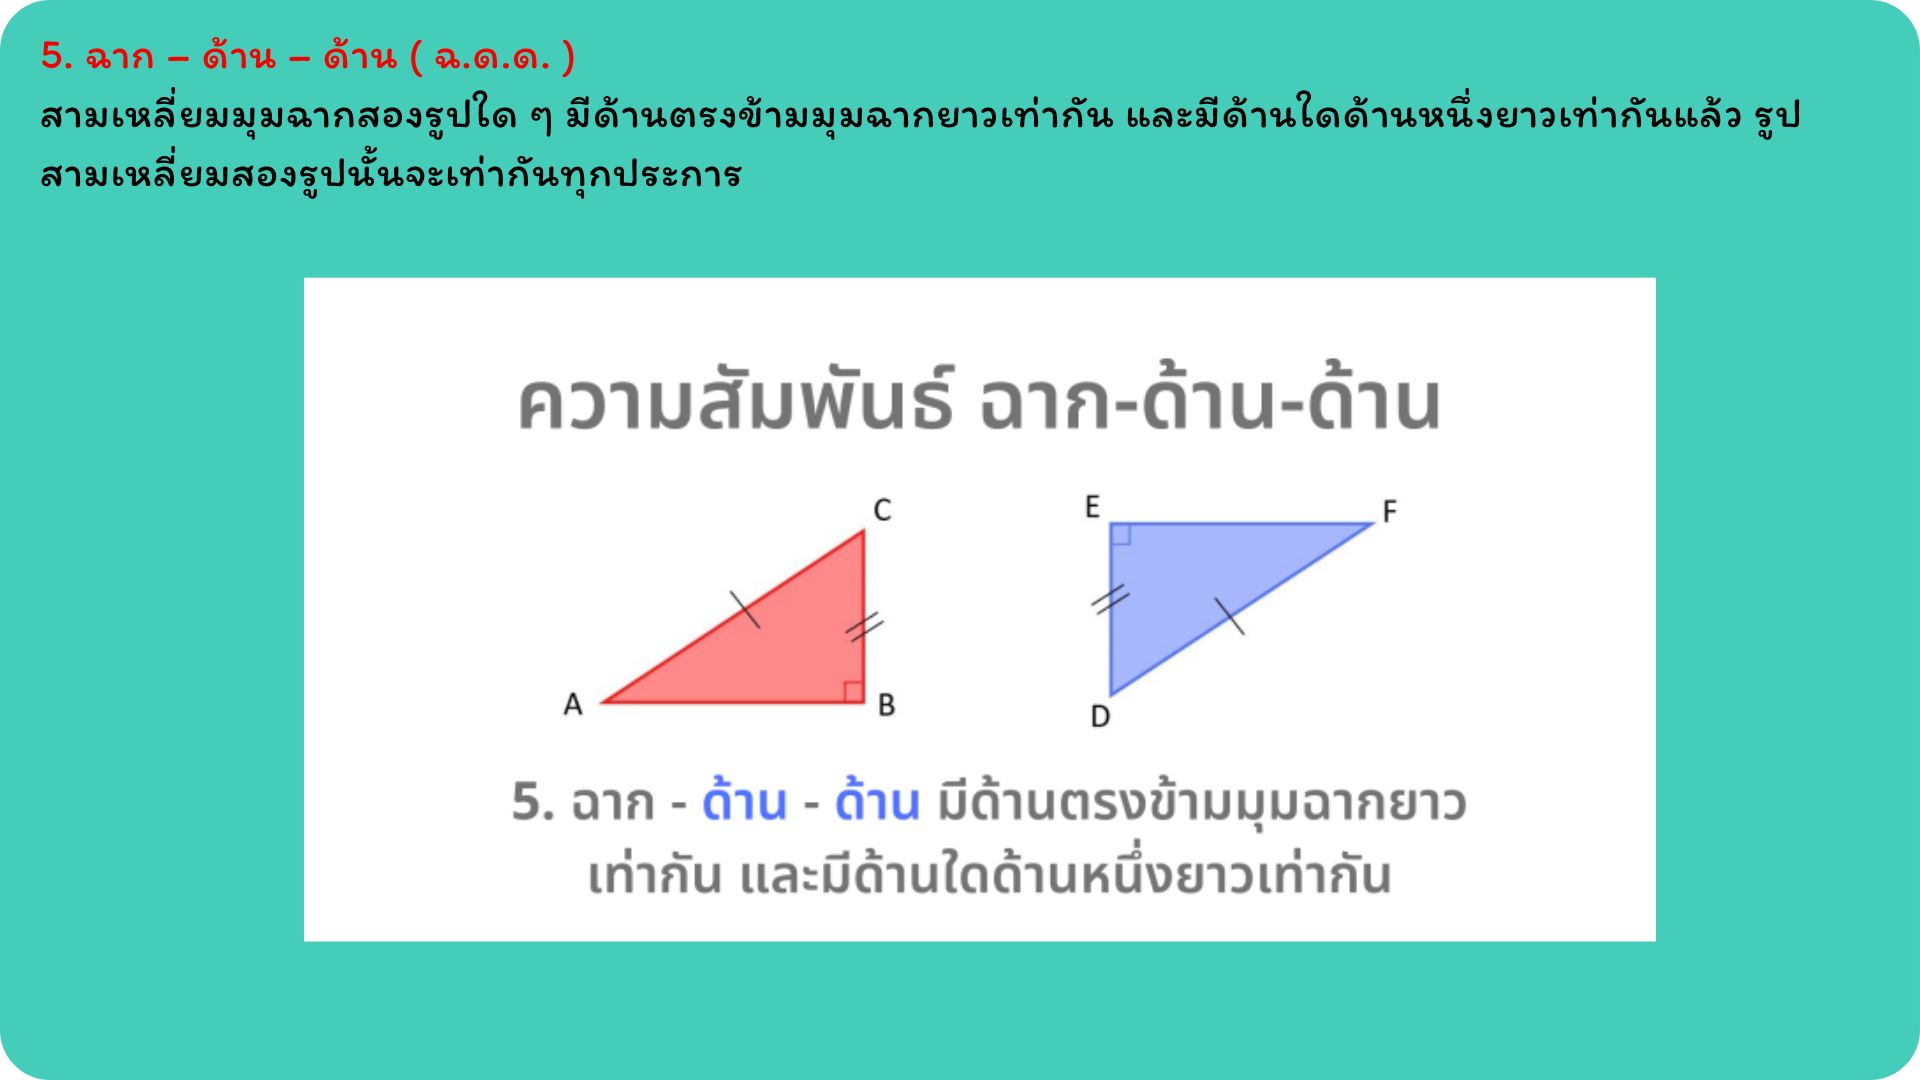 5. ฉาก – ด้าน – ด้าน ( ฉ.ด.ด. )
สามเหลี่ยมมุมฉากสองรูปใด ๆ มีด้านตรงข้ามมุมฉากยาวเท่ากัน และมีด้านใดด้านหนึ่งยาวเท่ากันแล้ว รูป
สามเหลี่ยมสองรูปนั้นจะเท่ากันทุกประการ
ความสัมพันธ์ ฉาก-ด้าน-ด้าน
C
E
F
A
B
D
5. ฉาก - ด้าน - ด้าน มีด้านตรงข้ามมุมฉากยาว
เท่ากัน และมีด้านใดด้านหนึ่งยาวเท่ากัน